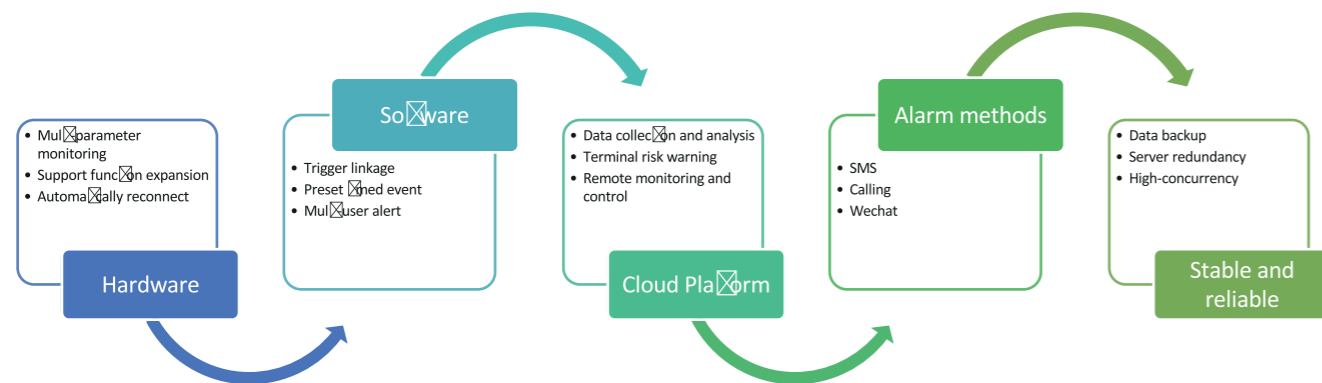 • Mul☒parameter
monitoring
• Support func☒on expansion
• Automa☒cally reconnect
Hardware
So☒ware
• Trigger linkage
• Preset ☒med event
• Mul☒user alert
• Data collec☒on and analysis
• Terminal risk warning
• Remote monitoring and
control
Cloud Pla☒orm
Alarm methods
• SMS
• Calling
• Wechat
• Data backup
• Server redundancy
• High-concurrency
Stable and
reliable